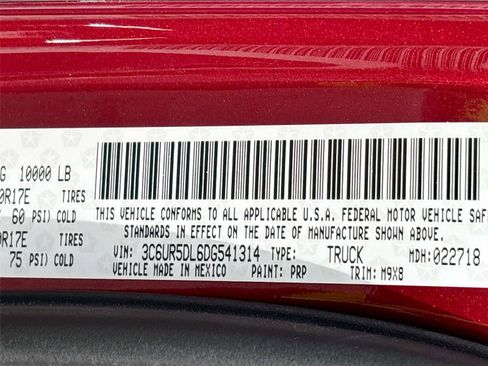 G 10000 LB
0R17E TIRES
60 PSI) COLD
0R17E TIRES
75 PSI) COLD
THIS VEHICLE CONFORMS TO ALL APPLICABLE U.S.A. FEDERAL MOTOR VEHICLE SAF
STANDARDS IN EFFECT ON THE DATE OF MANUFACTURE SHOWN ABOVE.
VIN: 3C6UR5DL6DG541314 TYPE: TRUCK MDH: 022718
VEHICLE MADE IN MEXICO PAINT: PRP TRIM: M9X8